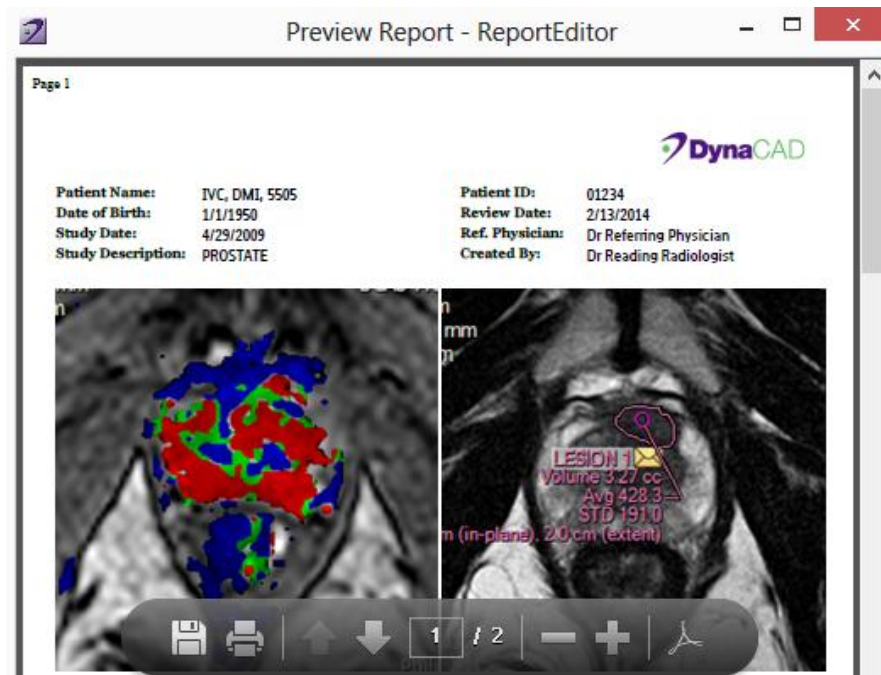 Preview Report - ReportEditor
Page 1
DynaCAD
Patient Name: IVC, DMI, 5505 Patient ID: 01234
Date of Birth: 1/1/1950 Review Date: 2/13/2014
Study Date: 4/29/2009 Ref. Physician: Dr Referring Physician
Study Description: PROSTATE Created By: Dr Reading Radiologist
mm
LESION 1
Volume 3.27 cc
Avg 428.3
STD 191.0
m (in-plane), 2.0 cm (extent)
1 / 2